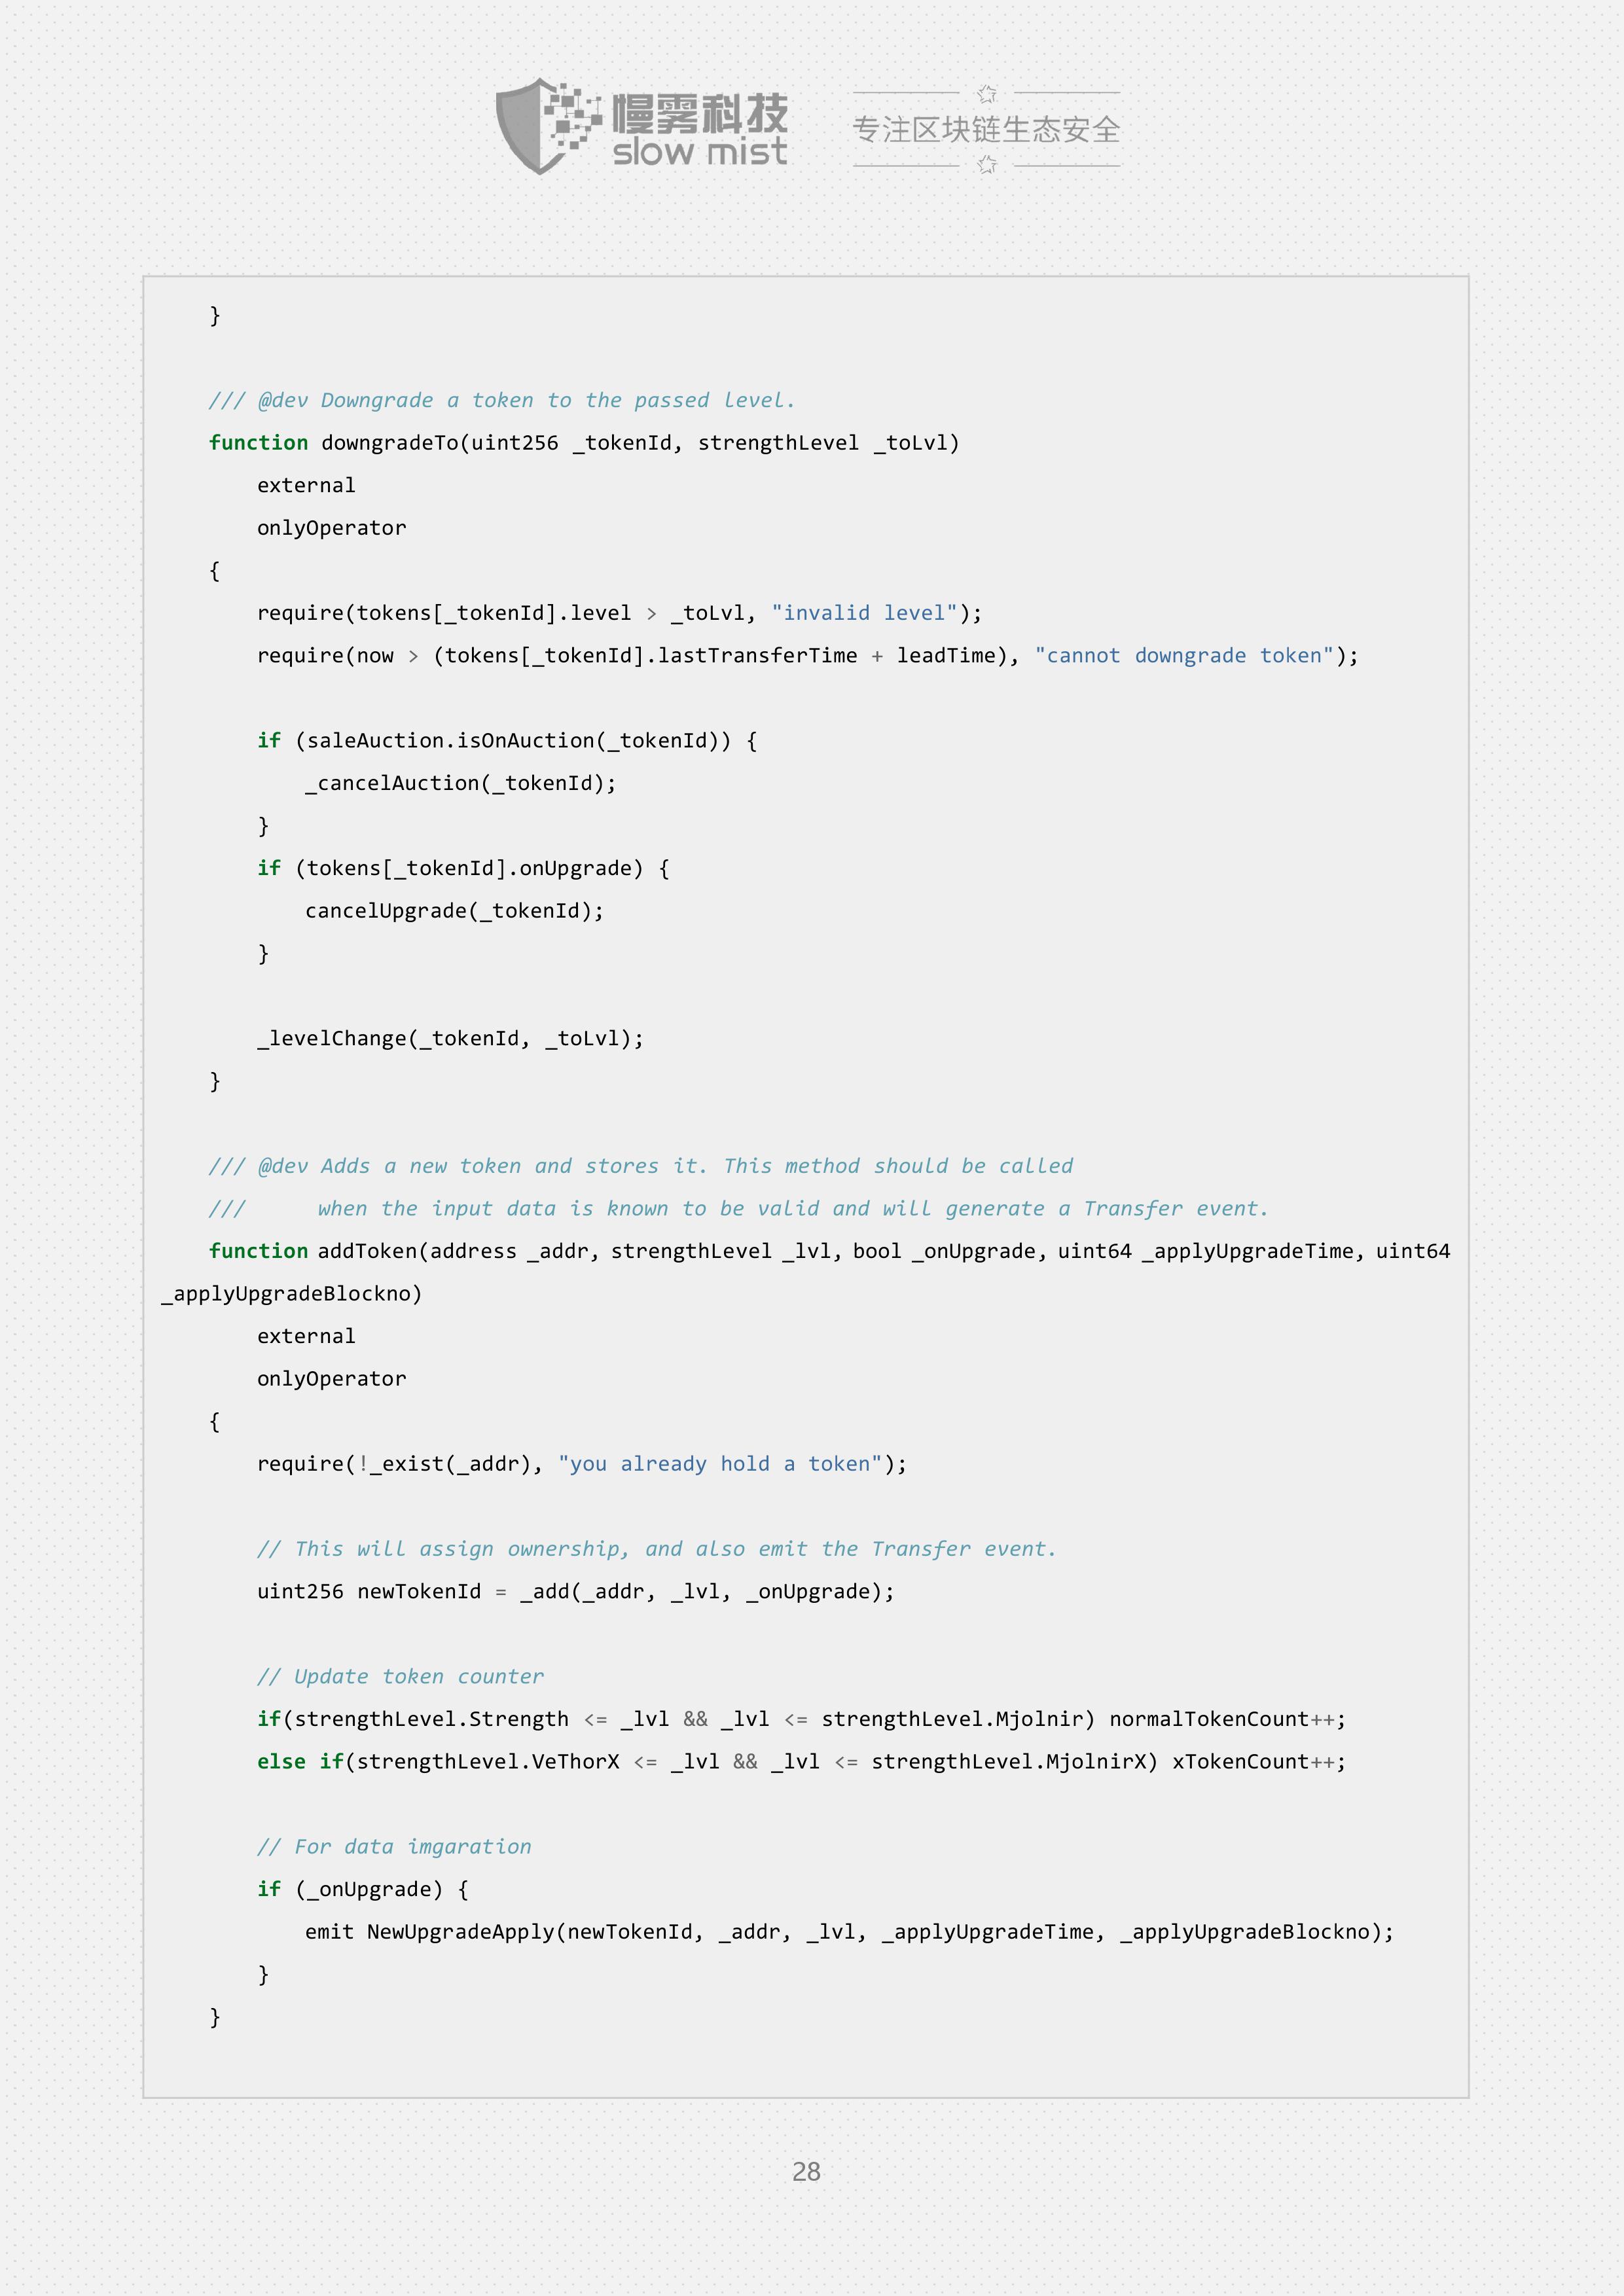 慢雾科技
slow mist
专注区块链生态安全
}
/// @dev Downgrade a token to the passed level.
function downgradeTo(uint256 _tokenId, strengthLevel _toLvl)
external
onlyOperator
{
require(tokens[_tokenId].level > _toLvl, "invalid level");
require(now > (tokens[_tokenId].lastTransferTime + leadTime), "cannot downgrade token");
if (saleAuction.isOnAuction(_tokenId)) {
_cancelAuction(_tokenId);
}
if (tokens[_tokenId].onUpgrade) {
cancelUpgrade(_tokenId);
}
_levelChange(_tokenId, _toLvl);
}
/// @dev Adds a new token and stores it. This method should be called
/// when the input data is known to be valid and will generate a Transfer event.
function addToken(address _addr, strengthLevel _lvl, bool _onUpgrade, uint64 _applyUpgradeTime, uint64
_applyUpgradeBlockno)
external
onlyOperator
{
require(!_exist(_addr), "you already hold a token");
// This will assign ownership, and also emit the Transfer event.
uint256 newTokenId = _add(_addr, _lvl, _onUpgrade);
// Update token counter
if(strengthLevel.Strength <= _lvl && _lvl <= strengthLevel.Mjolnir) normalTokenCount++;
else if(strengthLevel.VeThorX <= _lvl && _lvl <= strengthLevel.MjolnirX) xTokenCount++;
// For data imgaration
if (_onUpgrade) {
emit NewUpgradeApply(newTokenId, _addr, _lvl, _applyUpgradeTime, _applyUpgradeBlockno);
}
}
28